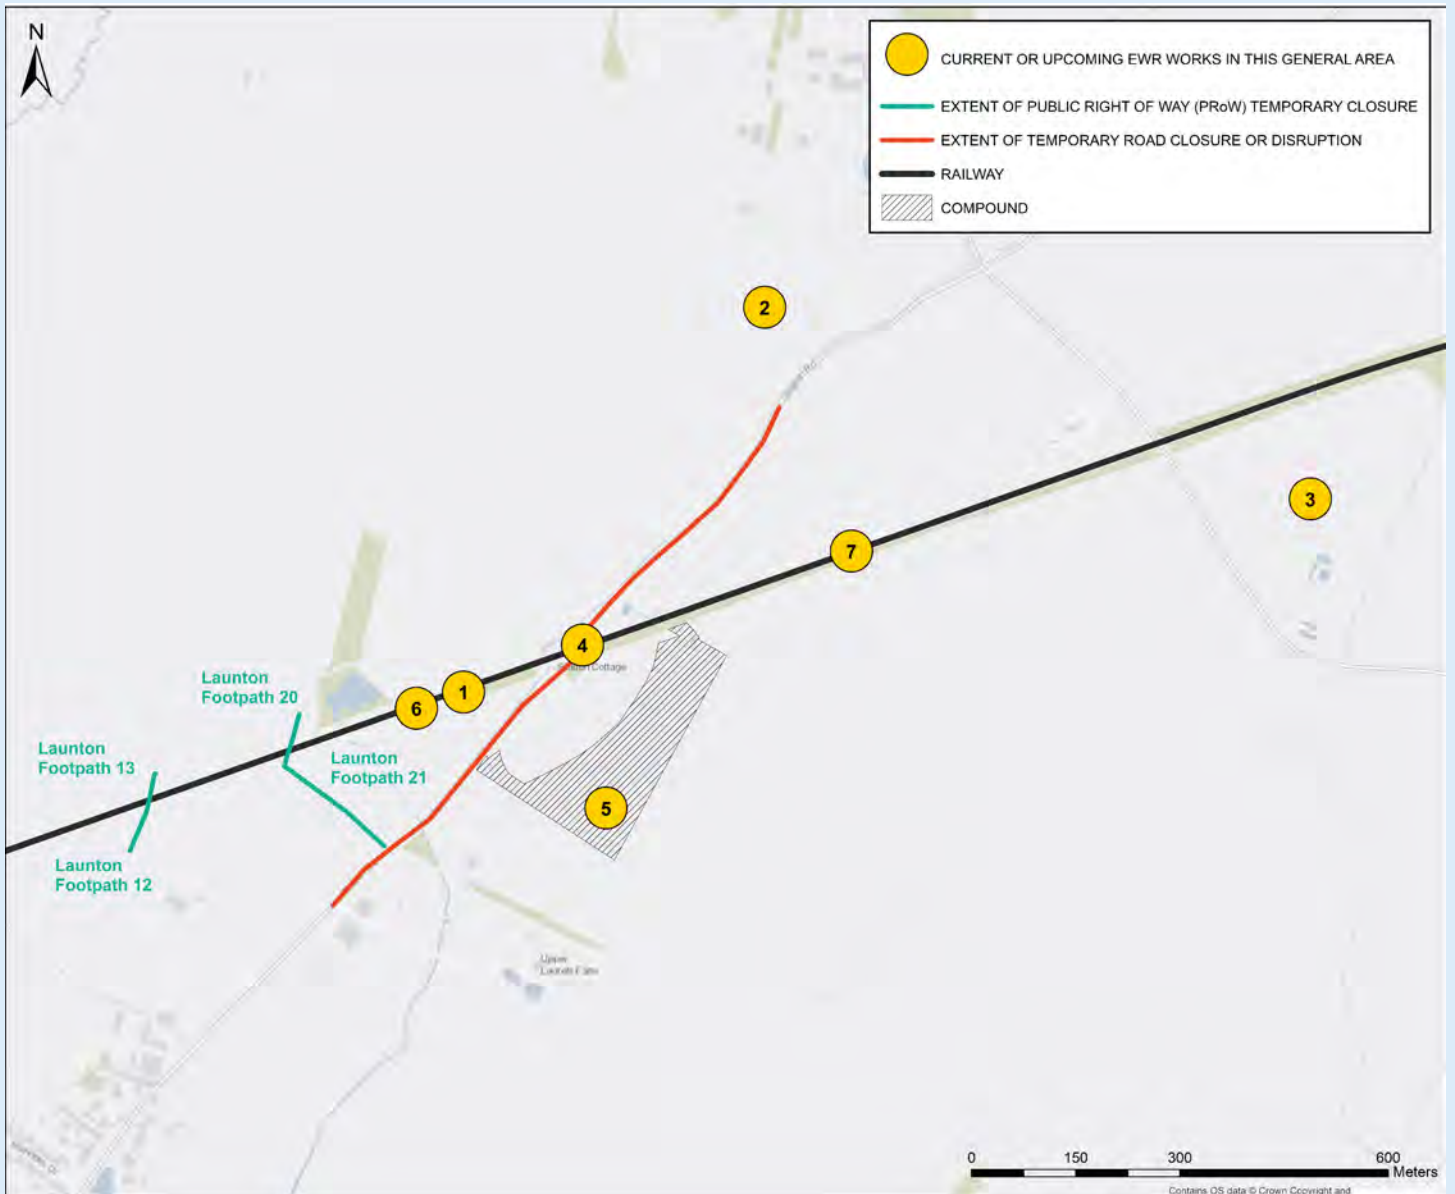 N
CURRENT OR UPCOMING EWR WORKS IN THIS GENERAL AREA
EXTENT OF PUBLIC RIGHT OF WAY (PRoW) TEMPORARY CLOSURE
EXTENT OF TEMPORARY ROAD CLOSURE OR DISRUPTION
RAILWAY
COMPOUND
2
3
7
4
Cottage
1
6
Launton
Footpath 20
Launton
Footpath 13
Launton
Footpath 21
5
Launton
Footpath 12
Upper
0 150 300 600
Meters
Contains OS data © Crown Copyright and